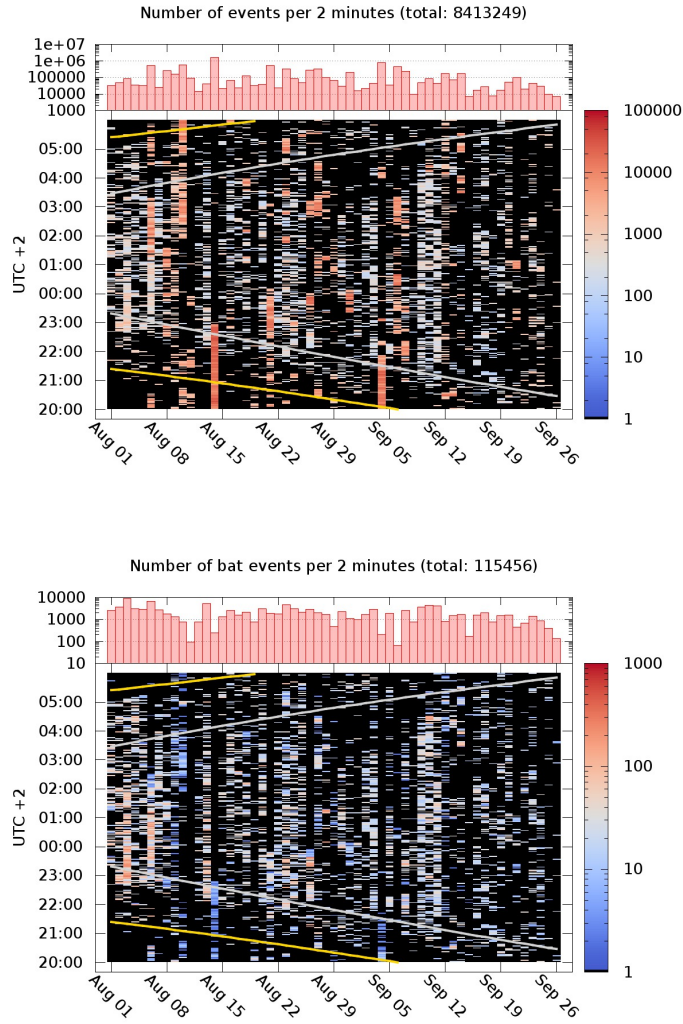 Number of events per 2 minutes (total: 8413249)
1e+07
1e+06
100000
10000
1000
05:00
04:00
03:00
02:00
01:00
00:00
23:00
22:00
21:00
20:00
UTC +2
Aug 01
Aug 08
Aug 15
Aug 22
Aug 29
Sep 05
Sep 12
Sep 19
Sep 26
100000
10000
1000
100
10
1
Number of bat events per 2 minutes (total: 115456)
10000
1000
100
10
05:00
04:00
03:00
02:00
01:00
00:00
23:00
22:00
21:00
20:00
UTC +2
Aug 01
Aug 08
Aug 15
Aug 22
Aug 29
Sep 05
Sep 12
Sep 19
Sep 26
1000
100
10
1